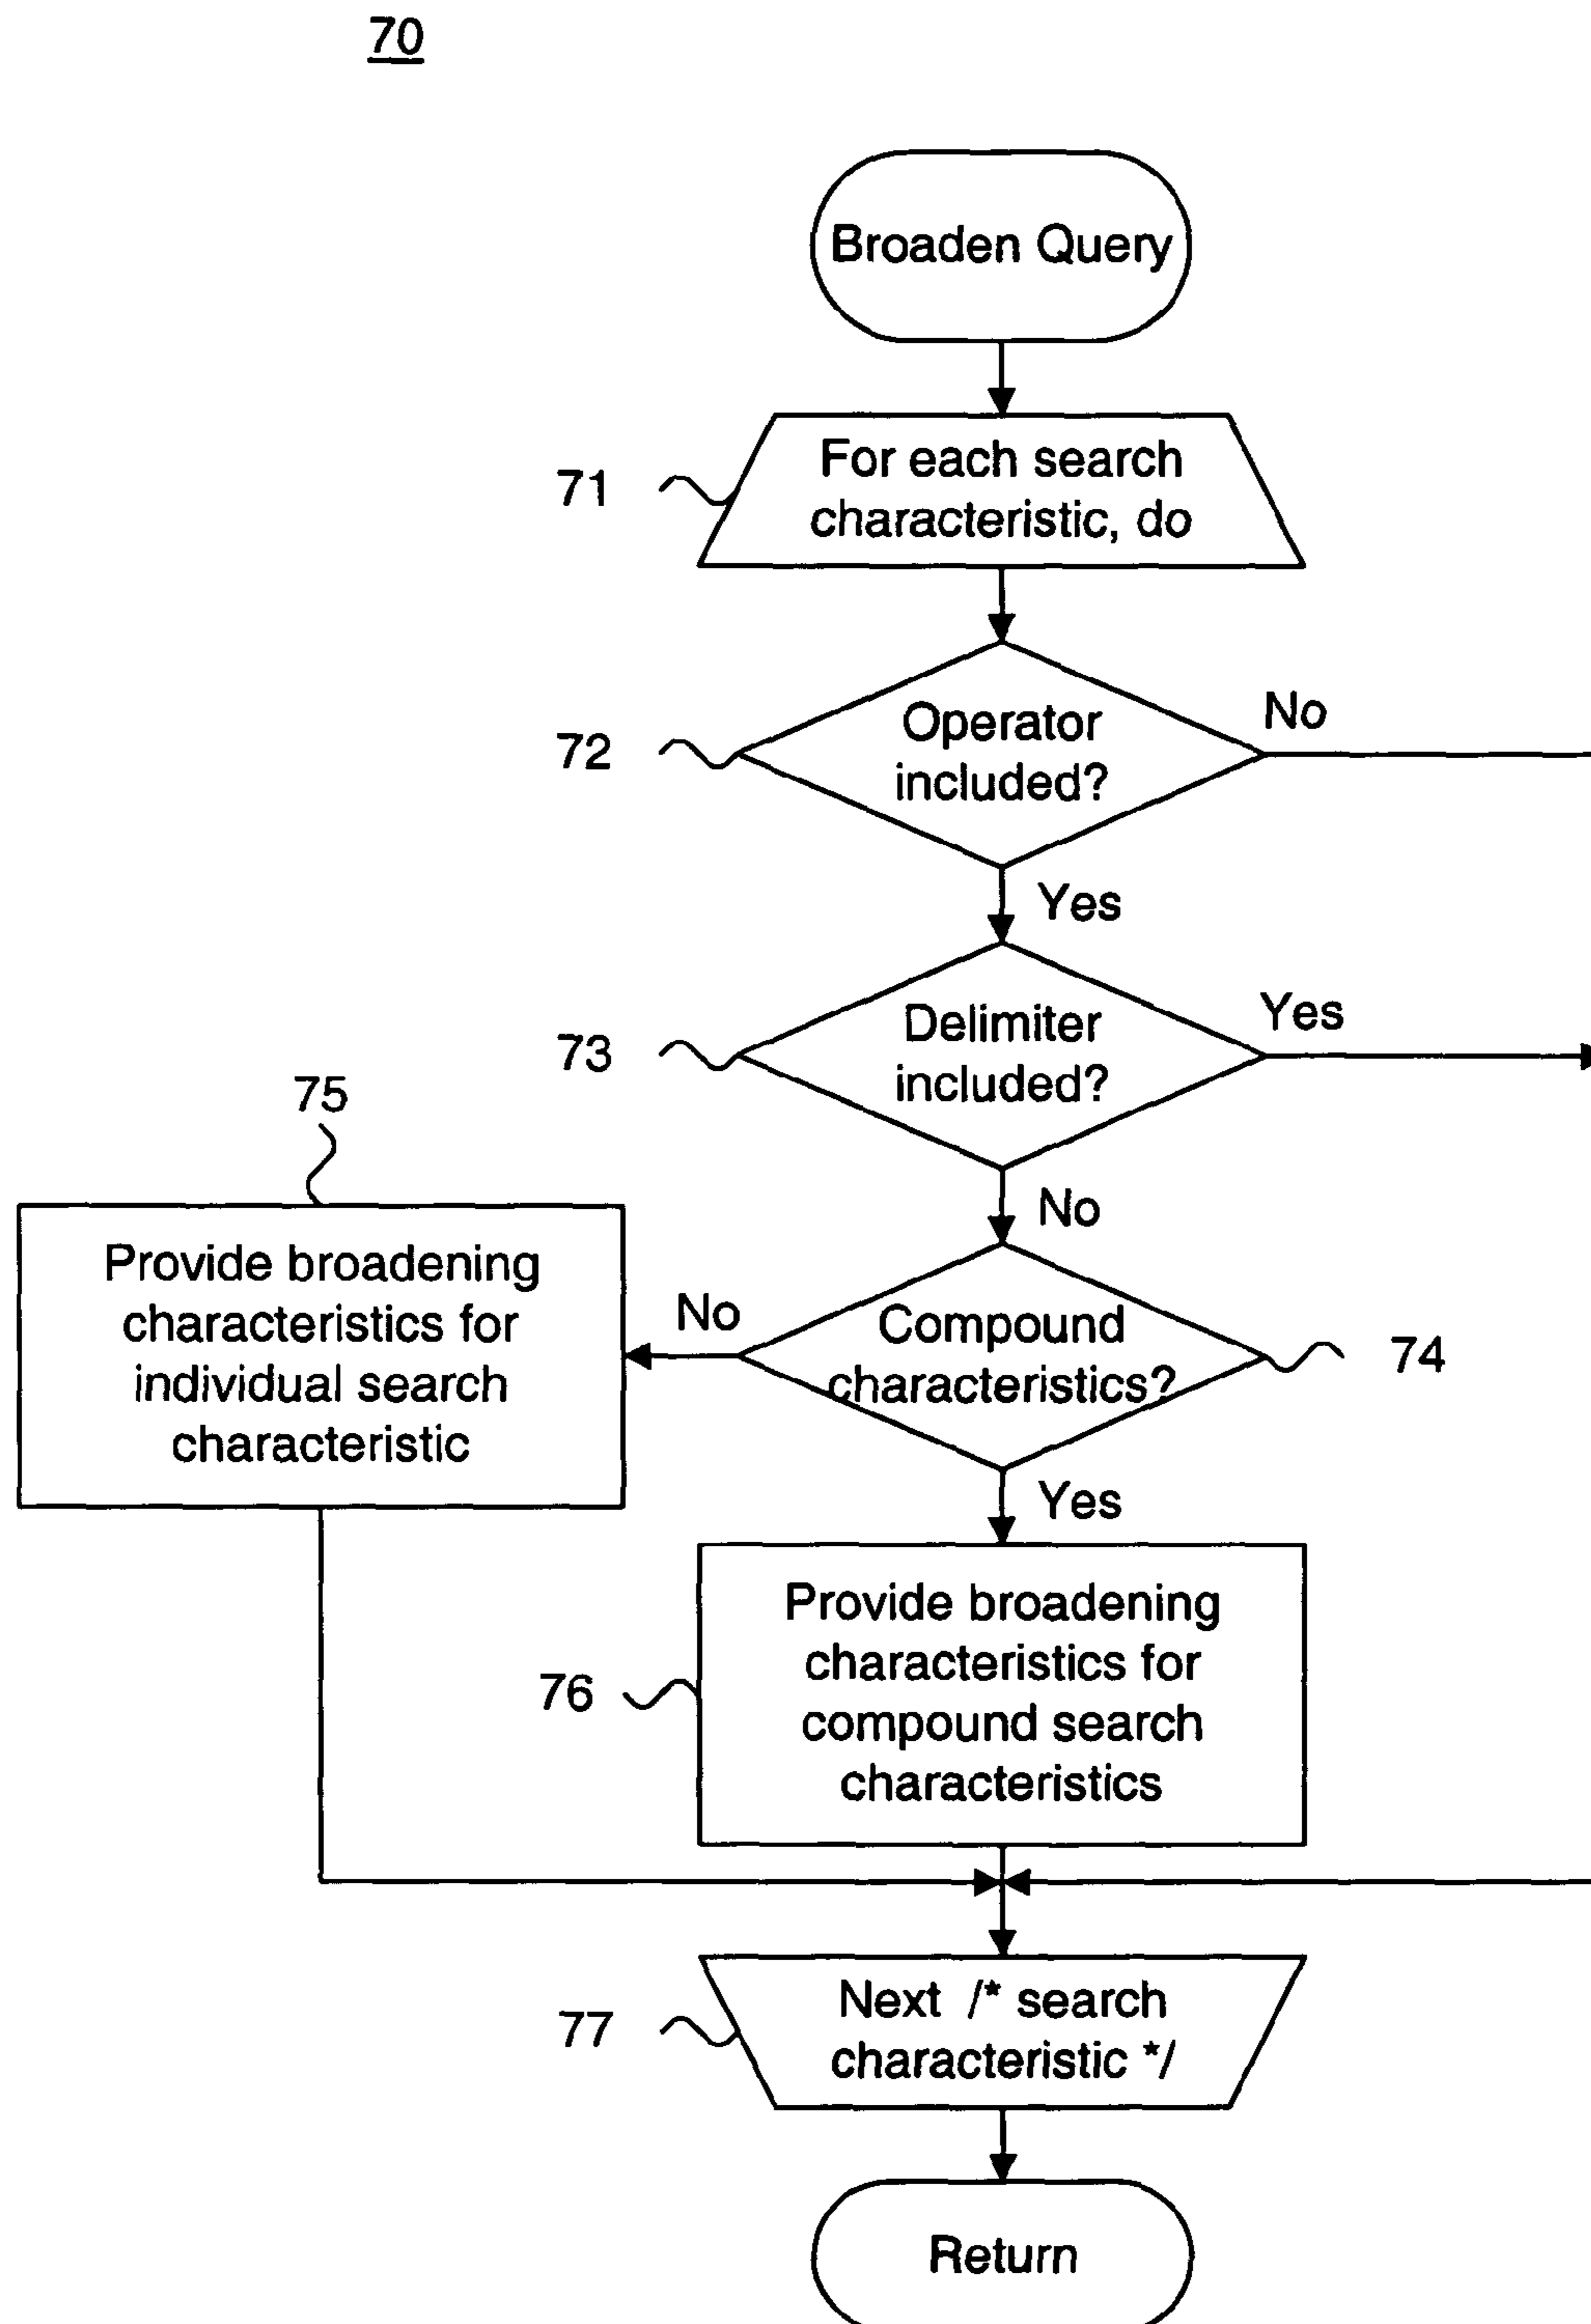 70
Broaden Query
71
For each search
characteristic, do
72
Operator
included?
No
Yes
73
Delimiter
included?
Yes
No
75
Provide broadening
characteristics for
individual search
characteristic
No
Compound
characteristics?
74
Yes
76
Provide broadening
characteristics for
compound search
characteristics
77
Next /* search
characteristic */
Return